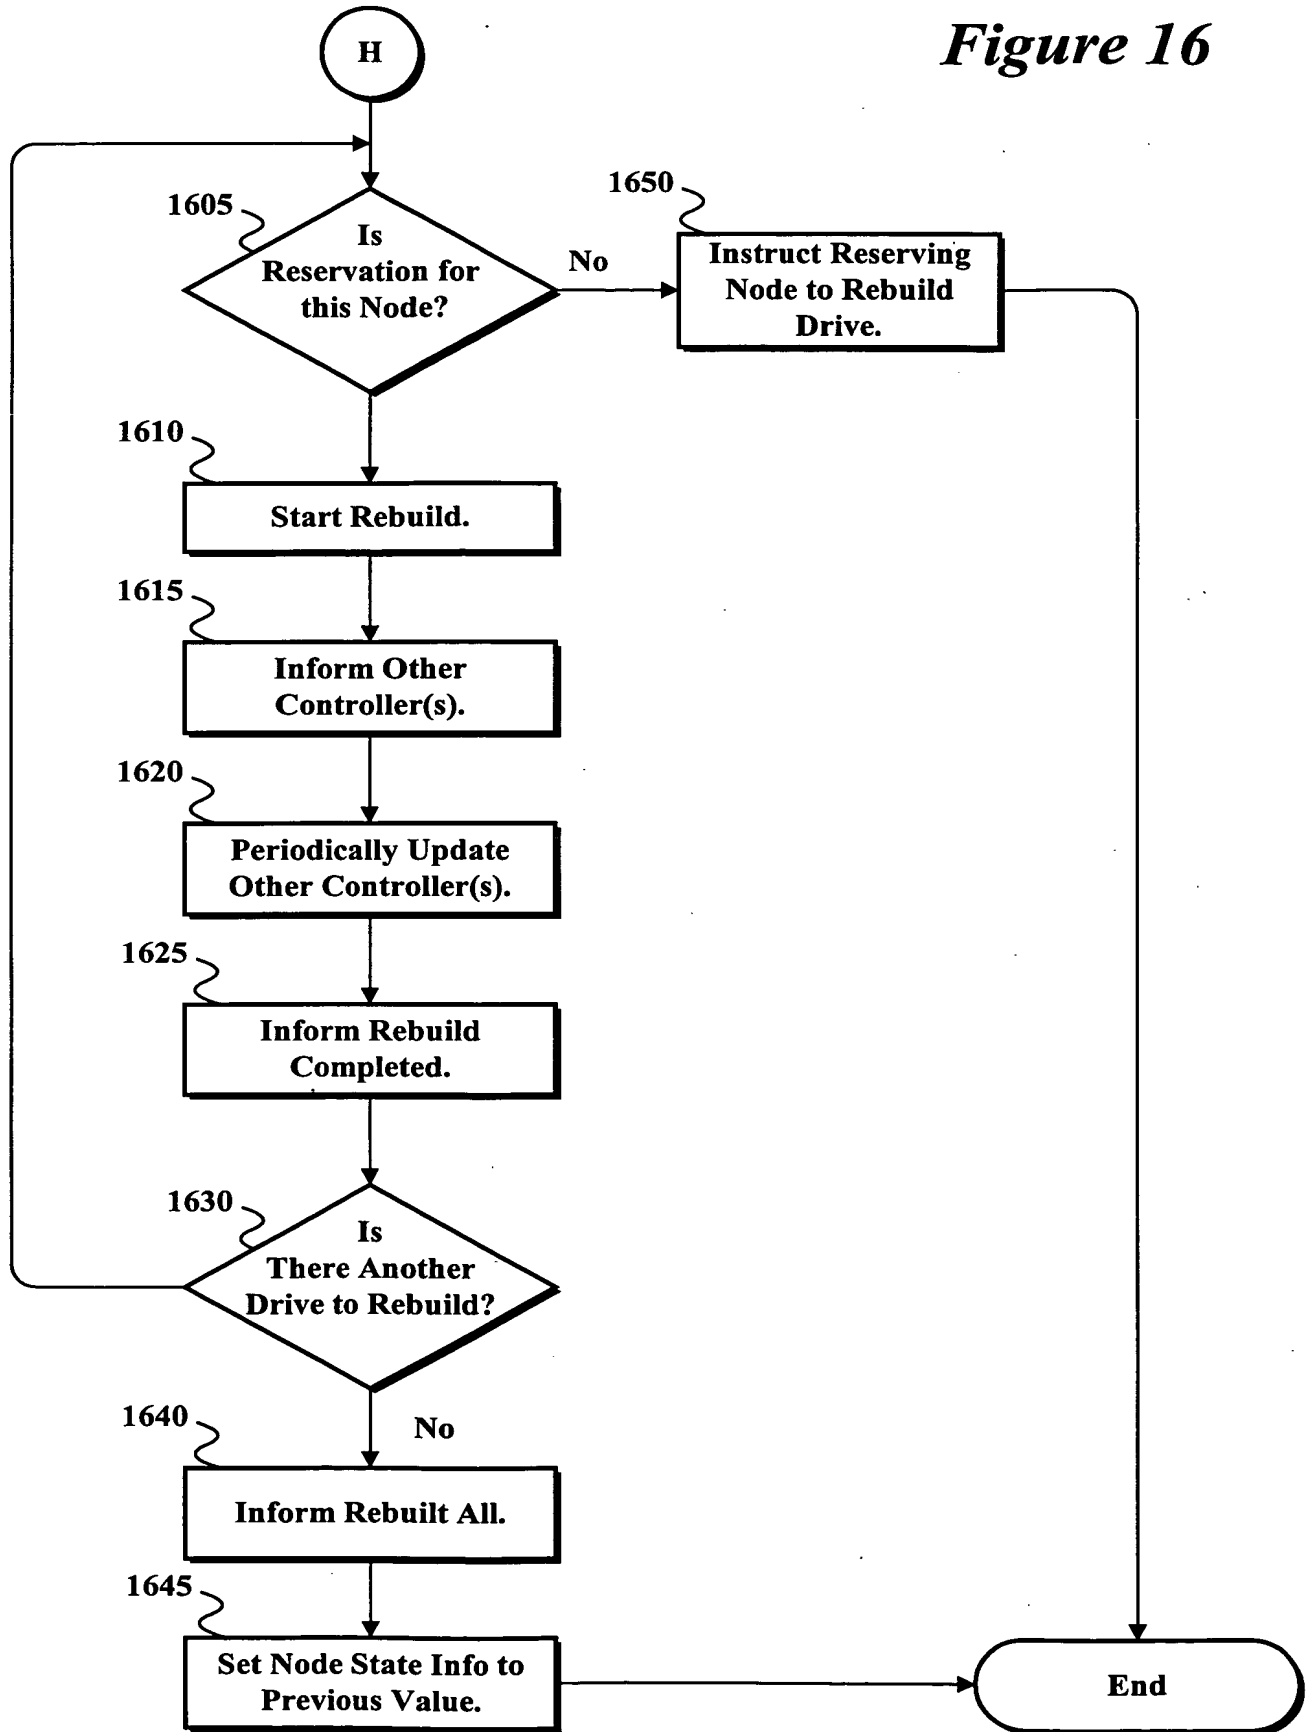 Figure 16
H
1605
Is
Reservation for
this Node?
No
1650
Instruct Reserving
Node to Rebuild
Drive.
1610
Start Rebuild.
1615
Inform Other
Controller(s).
1620
Periodically Update
Other Controller(s).
1625
Inform Rebuild
Completed.
1630
Is
There Another
Drive to Rebuild?
No
1640
Inform Rebuilt All.
1645
Set Node State Info to
Previous Value.
End